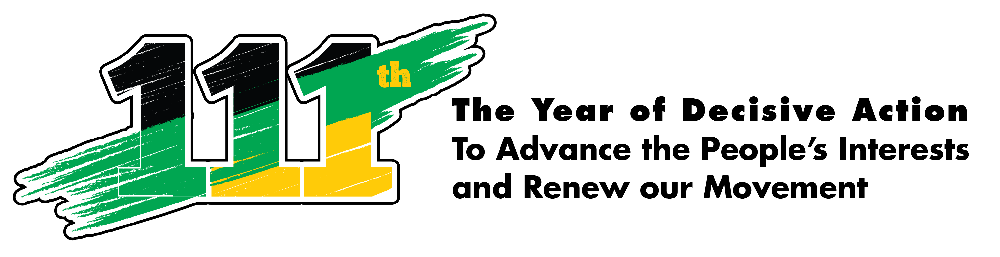 111th
The Year of Decisive Action
To Advance the People’s Interests
and Renew our Movement